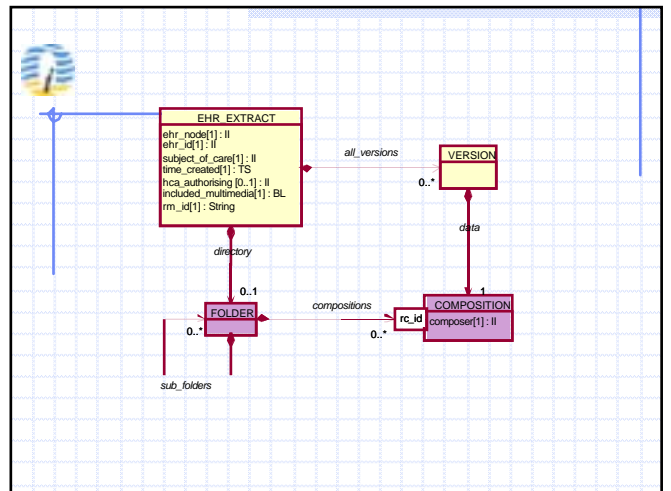 EHR_EXTRACT
ehr_node[1] : II
ehr_id[1] : II
subject_of_care[1] : II
time_created[1] : TS
hca_authorising [0..1] : II
included_multimedia[1] : BL
rm_id[1] : String
all_versions
0..*
VERSION
data
1
directory
0..1
FOLDER
0..*
sub_folders
compositions
0..*
rc_id
COMPOSITION
composer[1] : II